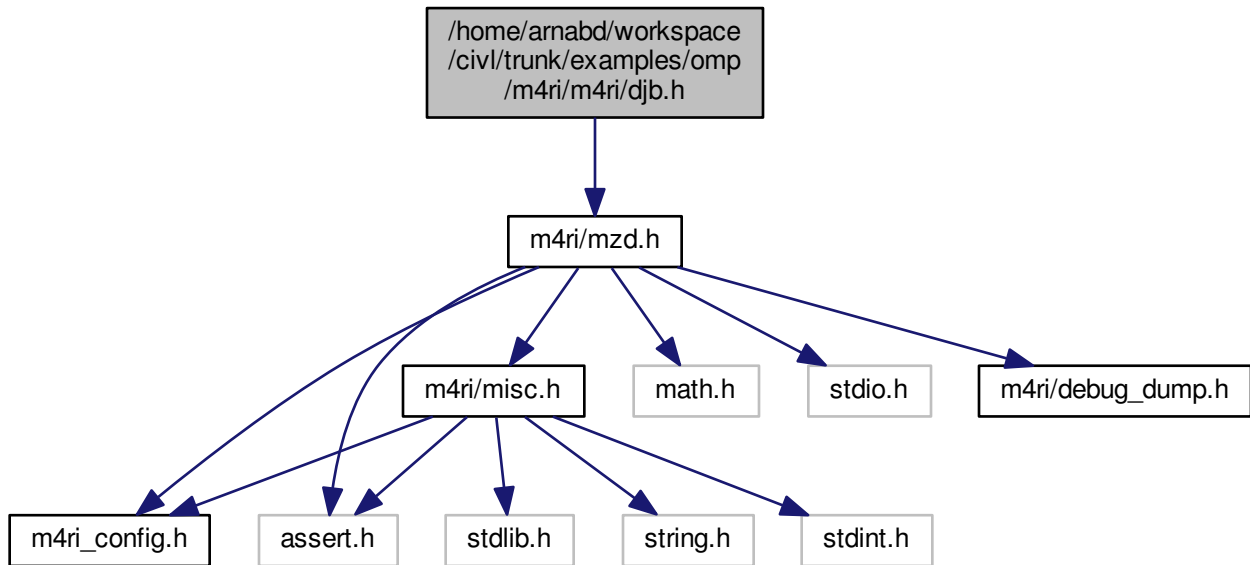 /home/arnabd/workspace
/civl/trunk/examples/omp
/m4ri/m4ri/djb.h
m4ri/mzd.h
m4ri/misc.h
math.h
stdio.h
m4ri/debug_dump.h
m4ri_config.h
assert.h
stdlib.h
string.h
stdint.h